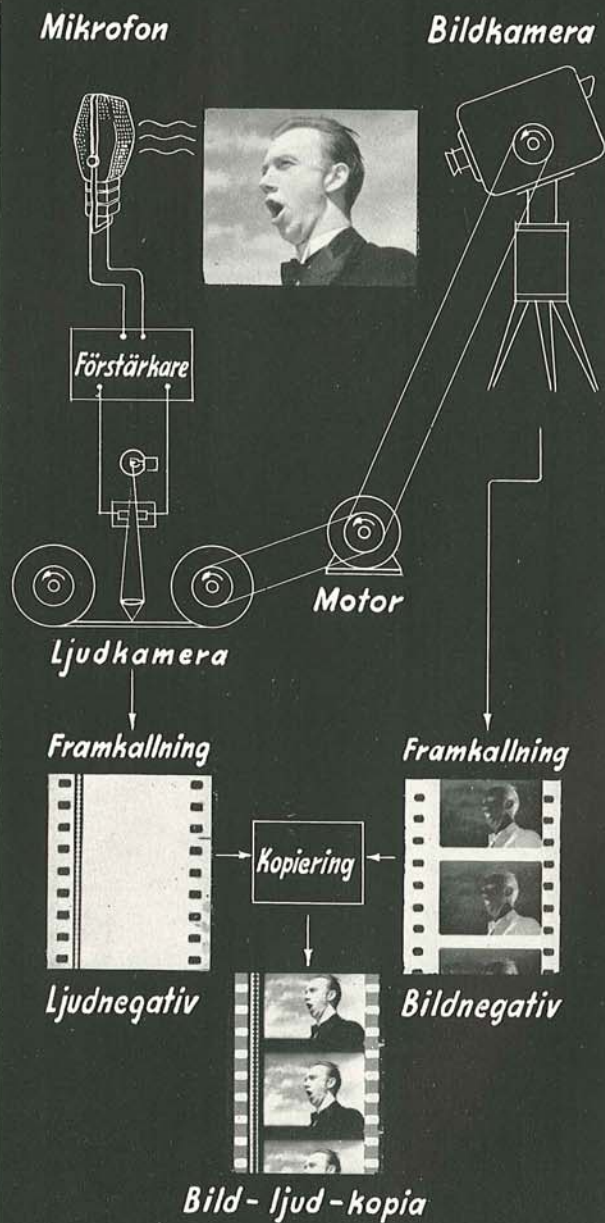 Mikrofon
Bildkamera
Förstärkare
Motor
Ljudkamera
Framkallning
Framkallning
Kopiering
Ljudnegativ
Bildnegativ
Bild-ljud-kopia